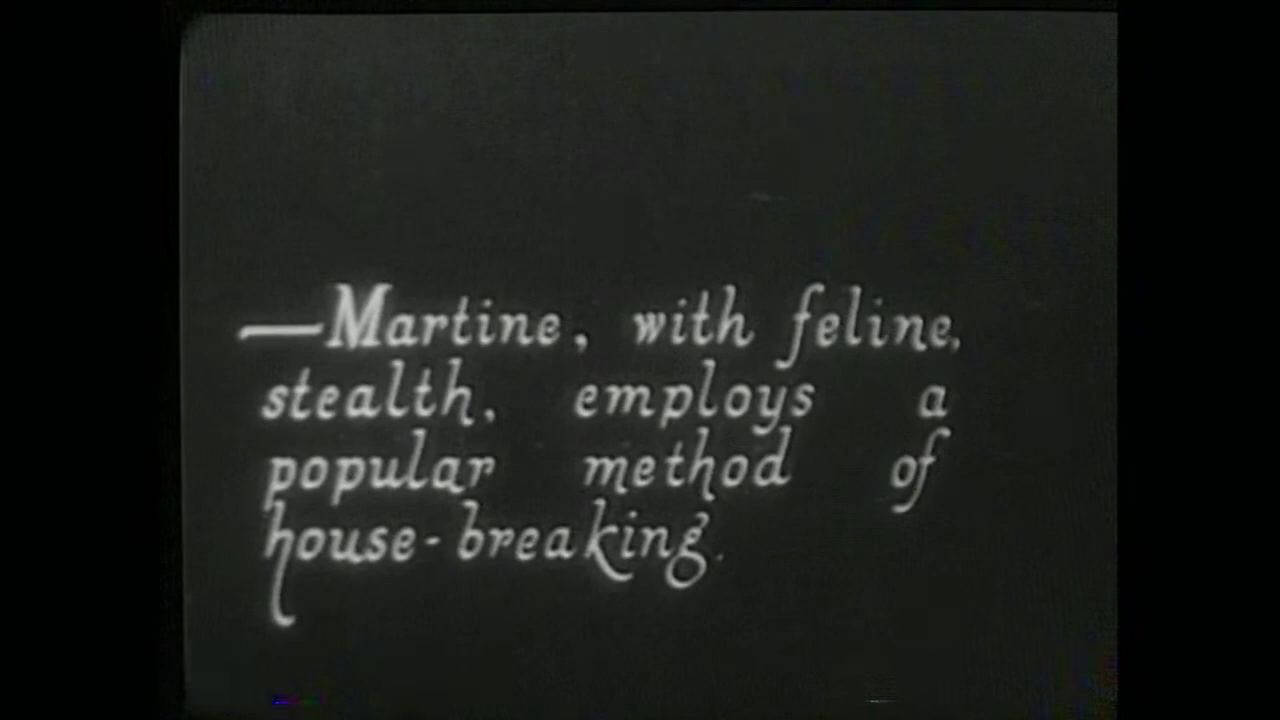 —Martine, with feline,
stealth, employs a
popular method of
house-breaking.